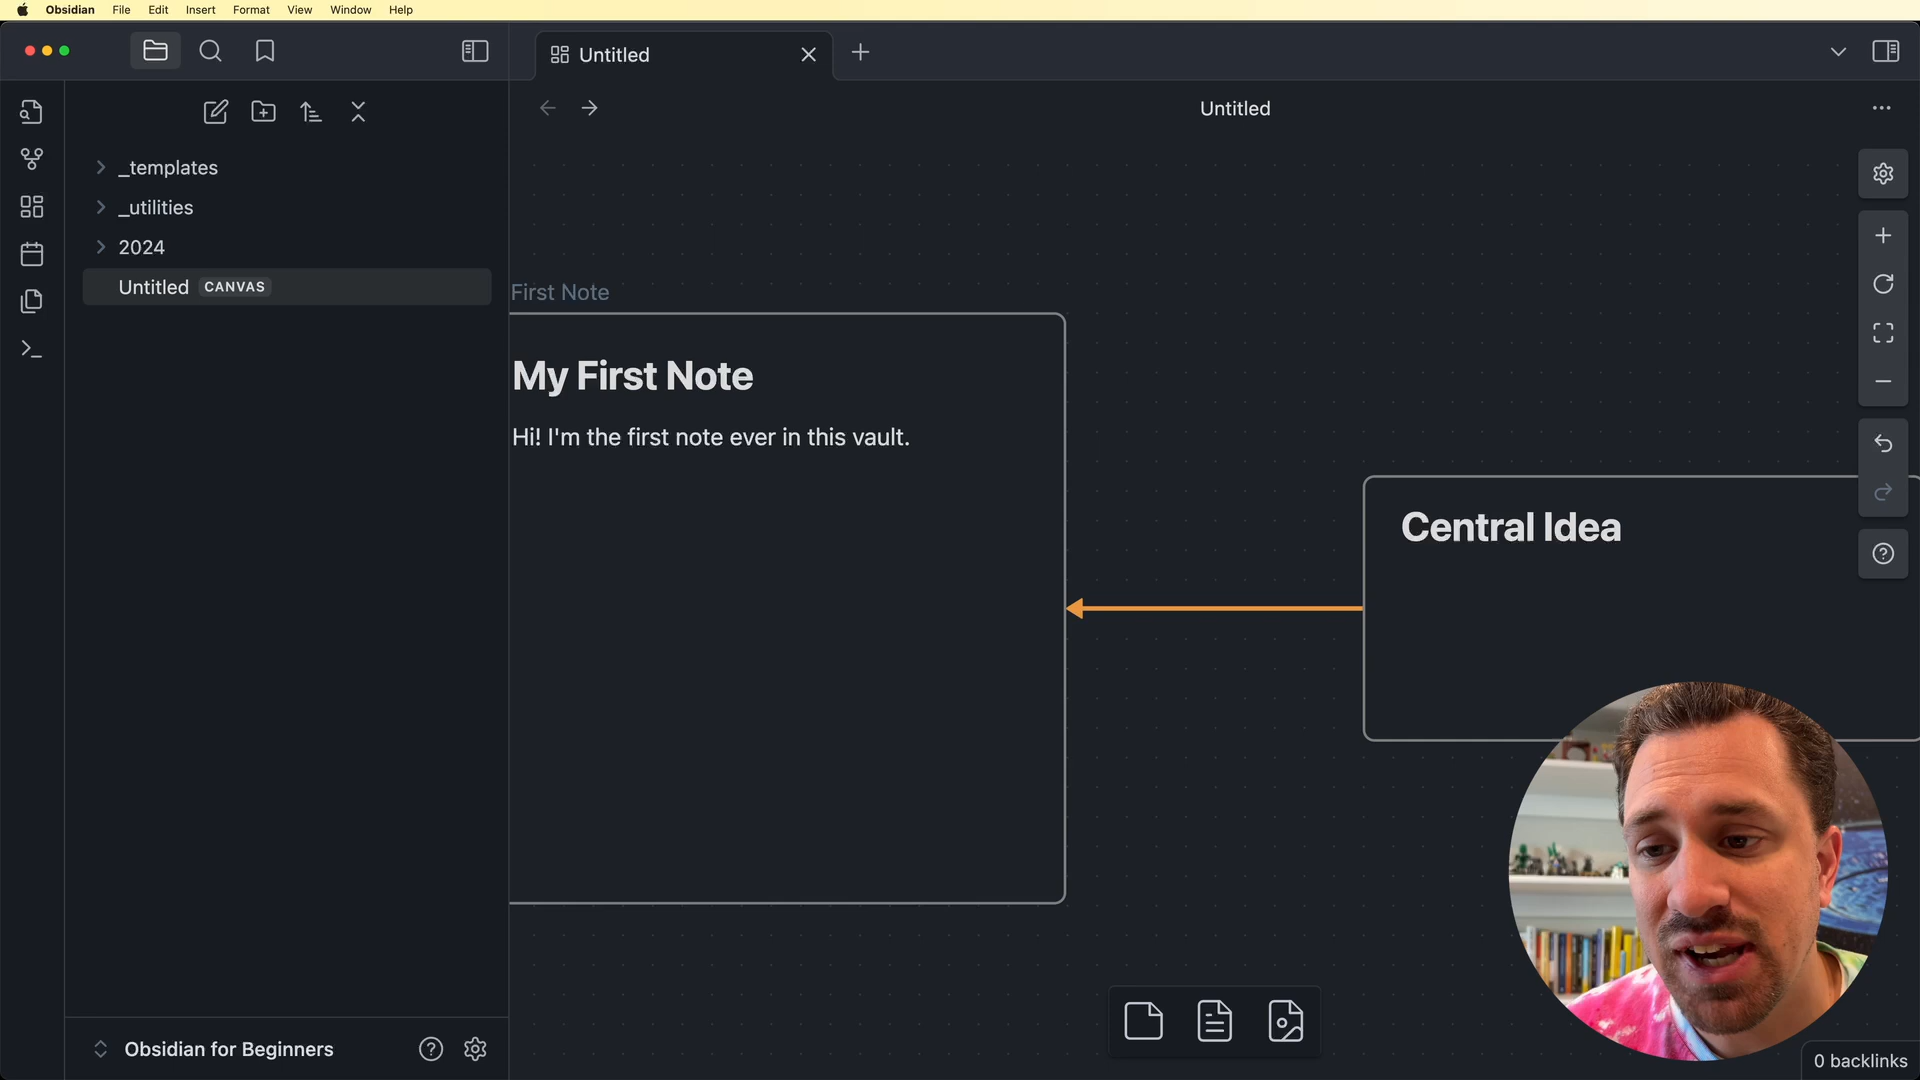 Obsidian File Edit Insert Format View Window Help
Untitled
Untitled
_templates
_utilities
2024
Untitled CANVAS
First Note
My First Note
Hi! I'm the first note ever in this vault.
Central Idea
Obsidian for Beginners
0 backlinks